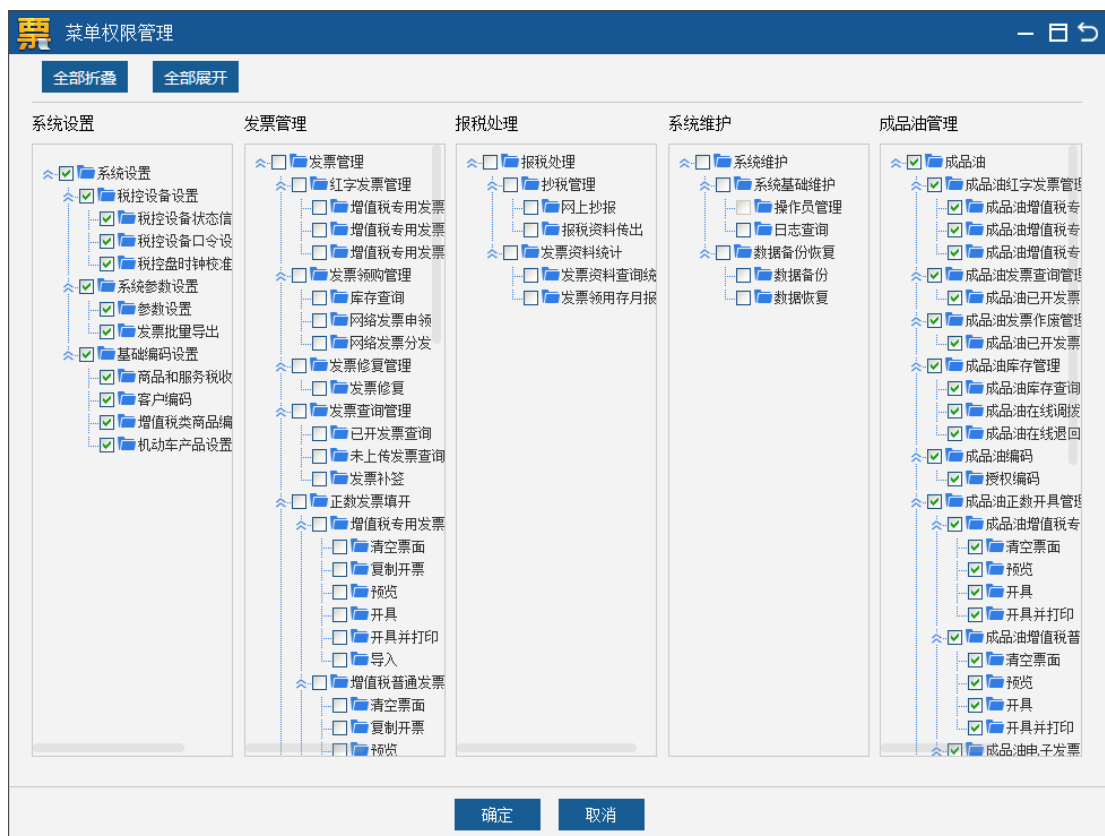 票 菜单权限管理
全部折叠 全部展开
系统设置
系统设置
税控设备设置
税控设备状态信
税控设备口令设
税控盘时钟校准
系统参数设置
参数设置
发票批量导出
基础编码设置
商品和服务税收
客户编码
增值税类商品编
机动车产品设置
发票管理
发票管理
红字发票管理
增值税专用发票
增值税专用发票
增值税专用发票
发票领购管理
库存查询
网络发票申领
网络发票分发
发票修复管理
发票修复
发票查询管理
已开发票查询
未上传发票查询
发票补签
正数发票填开
增值税专用发票
清空票面
复制开票
预览
开具
开具并打印
导入
增值税普通发票
清空票面
复制开票
预览
报税处理
报税处理
抄税管理
网上抄报
报税资料传出
发票资料统计
发票资料查询统
发票领用存月报
系统维护
系统维护
系统基础维护
操作员管理
日志查询
数据备份恢复
数据备份
数据恢复
成品油管理
成品油
成品油红字发票管理
成品油增值税专
成品油增值税专
成品油增值税专
成品油发票查询管理
成品油已开发票
成品油发票作废管理
成品油已开发票
成品油库存管理
成品油库存查询
成品油在线调拨
成品油在线退回
成品油编码
授权编码
成品油正数开具管理
成品油增值税专
清空票面
预览
开具
开具并打印
成品油增值税普
清空票面
预览
开具
开具并打印
成品油电子发票
确定 取消